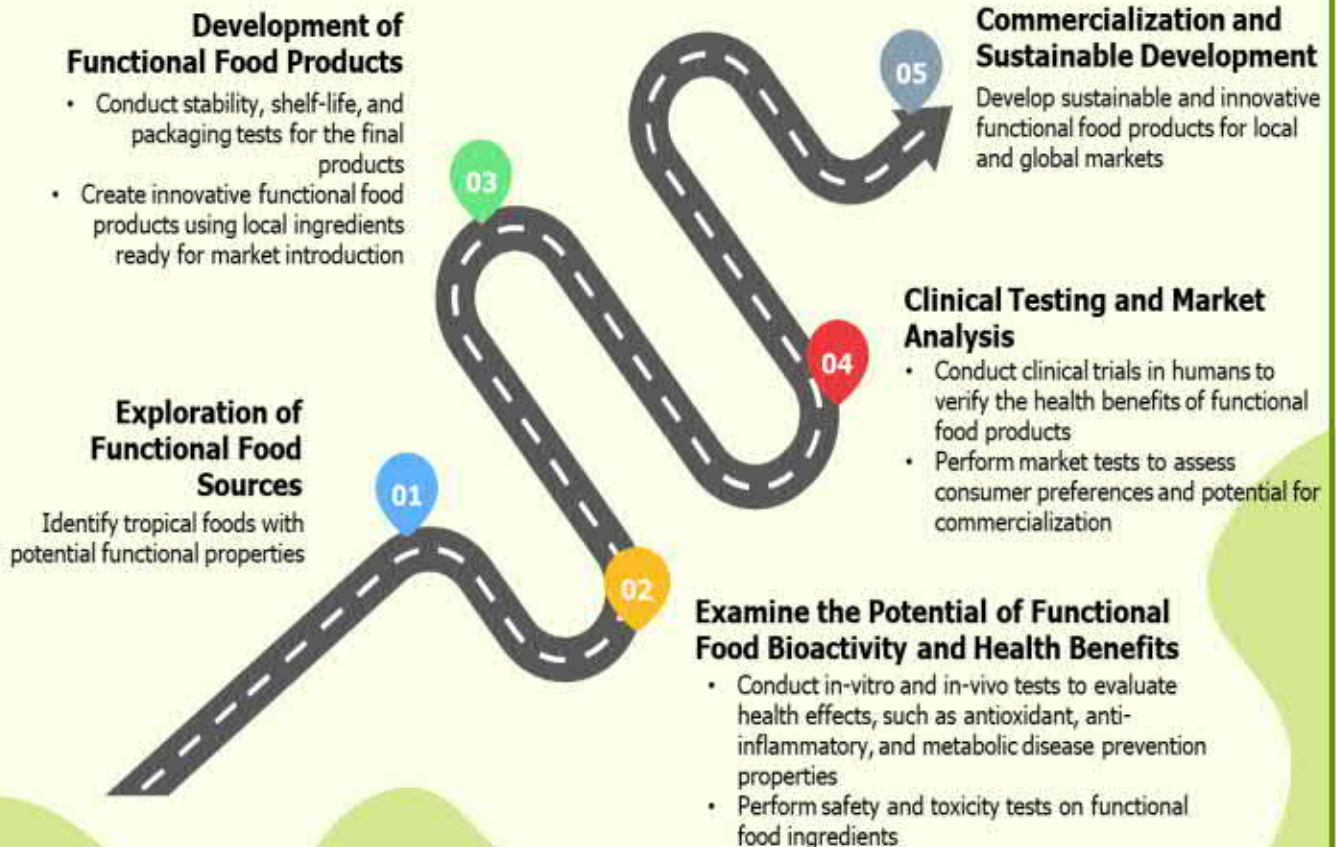 Development of
Functional Food Products
• Conduct stability, shelf-life, and
packaging tests for the final
products
• Create innovative functional food
products using local ingredients
ready for market introduction
03
Commercialization and
Sustainable Development
Develop sustainable and innovative
functional food products for local
and global markets
05
Exploration of
Functional Food
Sources
Identify tropical foods with
potential functional properties
01
Clinical Testing and Market
Analysis
• Conduct clinical trials in humans to
verify the health benefits of functional
food products
• Perform market tests to assess
consumer preferences and potential for
commercialization
04
02
Examine the Potential of Functional
Food Bioactivity and Health Benefits
• Conduct in-vitro and in-vivo tests to evaluate
health effects, such as antioxidant, anti-
inflammatory, and metabolic disease prevention
properties
• Perform safety and toxicity tests on functional
food ingredients